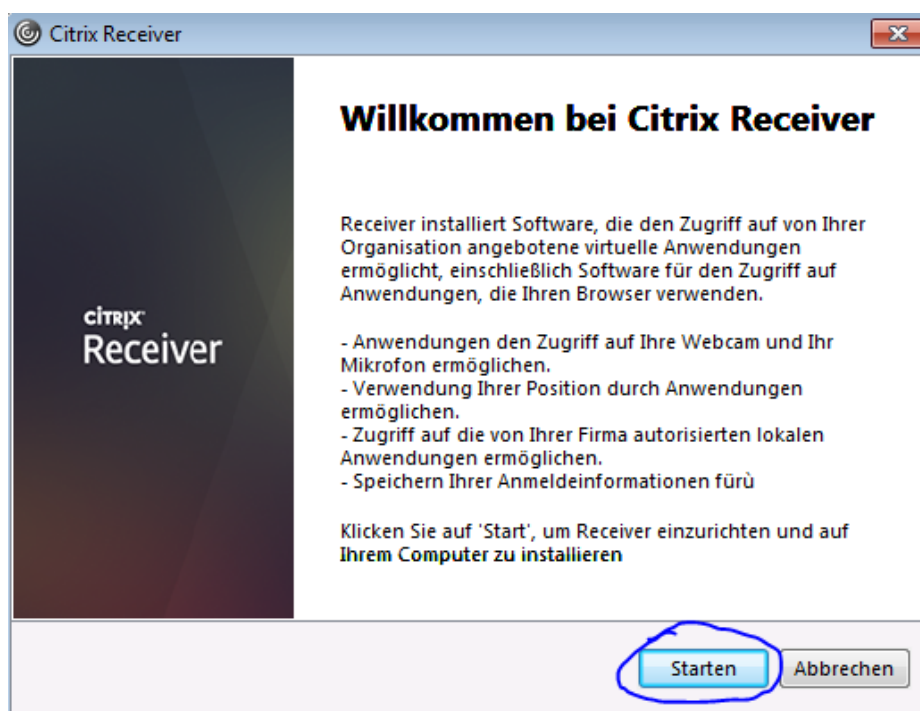 Citrix Receiver
Willkommen bei Citrix Receiver
Receiver installiert Software, die den Zugriff auf von Ihrer
Organisation angebotene virtuelle Anwendungen
ermöglicht, einschließlich Software für den Zugriff auf
Anwendungen, die Ihren Browser verwenden.
- Anwendungen den Zugriff auf Ihre Webcam und Ihr
Mikrofon ermöglichen.
- Verwendung Ihrer Position durch Anwendungen
ermöglichen.
- Zugriff auf die von Ihrer Firma autorisierten lokalen
Anwendungen ermöglichen.
- Speichern Ihrer Anmeldeinformationen fürù
Klicken Sie auf 'Start', um Receiver einzurichten und auf
Ihrem Computer zu installieren
CITRIX
Receiver
Starten
Abbrechen